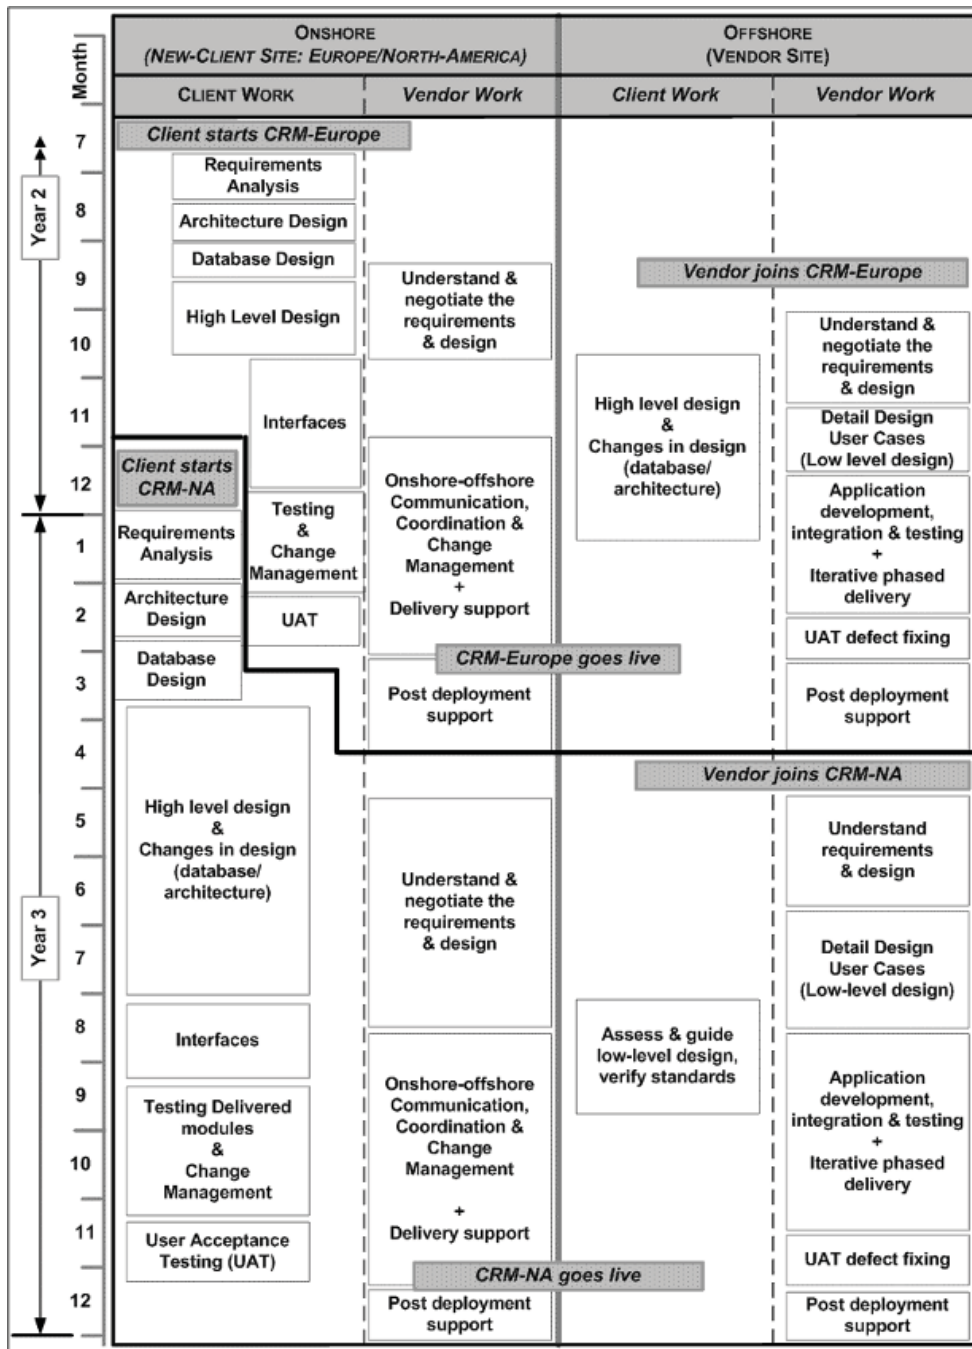 ONSHORE
(NEW-CLIENT SITE: EUROPE/NORTH-AMERICA)
OFFSHORE
(VENDOR SITE)
Month
CLIENT WORK
Vendor Work
Client Work
Vendor Work
Year 2
7
8
9
10
11
12
Year 3
1
2
3
4
5
6
7
8
9
10
11
12
Client starts CRM-Europe
Requirements
Analysis
Architecture Design
Database Design
High Level Design
Interfaces
Testing
&
Change
Management
UAT
Client starts
CRM-NA
Requirements
Analysis
Architecture
Design
Database
Design
High level design
&
Changes in design
(database/
architecture)
Interfaces
Testing Delivered
modules
&
Change
Management
User Acceptance
Testing (UAT)
Understand &
negotiate the
requirements
& design
Onshore-offshore
Communication,
Coordination &
Change
Management
+
Delivery support
CRM-Europe goes live
Post deployment
support
Understand &
negotiate the
requirements
& design
Onshore-offshore
Communication,
Coordination &
Change
Management
+
Delivery support
CRM-NA goes live
Post deployment
support
Vendor joins CRM-Europe
High level design
&
Changes in design
(database/
architecture)
Vendor joins CRM-NA
Assess & guide
low-level design,
verify standards
Understand &
negotiate the
requirements
& design
Detail Design
User Cases
(Low level design)
Application
development,
integration & testing
+
Iterative phased
delivery
UAT defect fixing
Post deployment
support
Understand
requirements
& design
Detail Design
User Cases
(Low-level design)
Application
development,
integration & testing
+
Iterative phased
delivery
UAT defect fixing
Post deployment
support